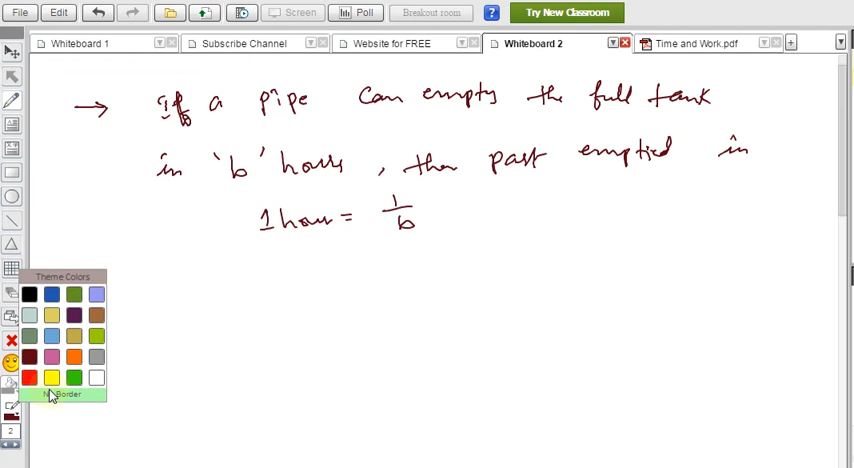 File Edit Screen Poll Breakout room ? Try New Classroom
Whiteboard 1 Subscribe Channel Website for FREE Whiteboard 2 Time and Work.pdf
→ If a pipe can empty the full tank
in 'b' hours, then part emptied in
1 hour = 1/b
Theme Colors
No Border
2